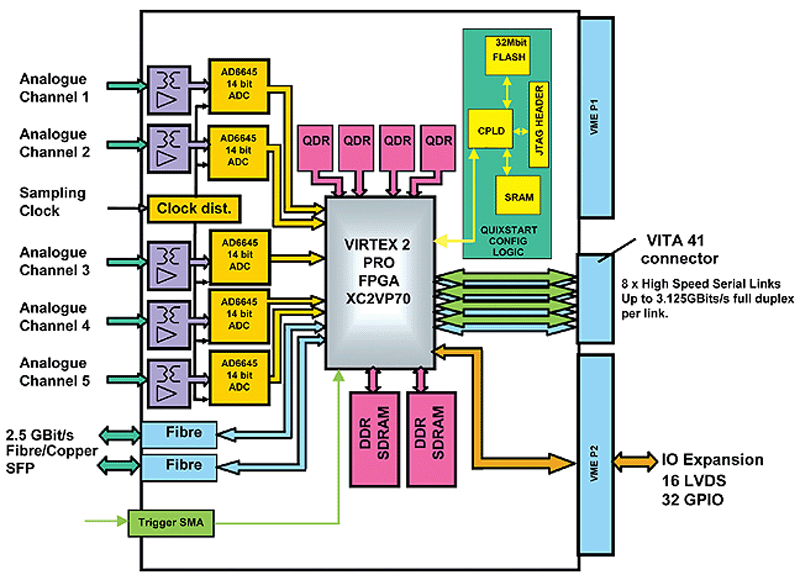 Analogue
Channel 1
AD6645
14 bit
ADC
Analogue
Channel 2
AD6645
14 bit
ADC
Sampling
Clock
Clock dist.
Analogue
Channel 3
AD6645
14 bit
ADC
Analogue
Channel 4
AD6645
14 bit
ADC
Analogue
Channel 5
AD6645
14 bit
ADC
2.5 GBit/s
Fibre/Copper
SFP
Fibre
Fibre
Trigger SMA
QDR
QDR
QDR
QDR
VIRTEX 2
PRO
FPGA
XC2VP70
DDR
SDRAM
DDR
SDRAM
32Mbit
FLASH
CPLD
JTAG HEADER
SRAM
QUIXSTART
CONFIG
LOGIC
VME P1
VITA 41
connector
8 x High Speed Serial Links
Up to 3.125GBits/s full duplex
per link.
VME P2
IO Expansion
16 LVDS
32 GPIO